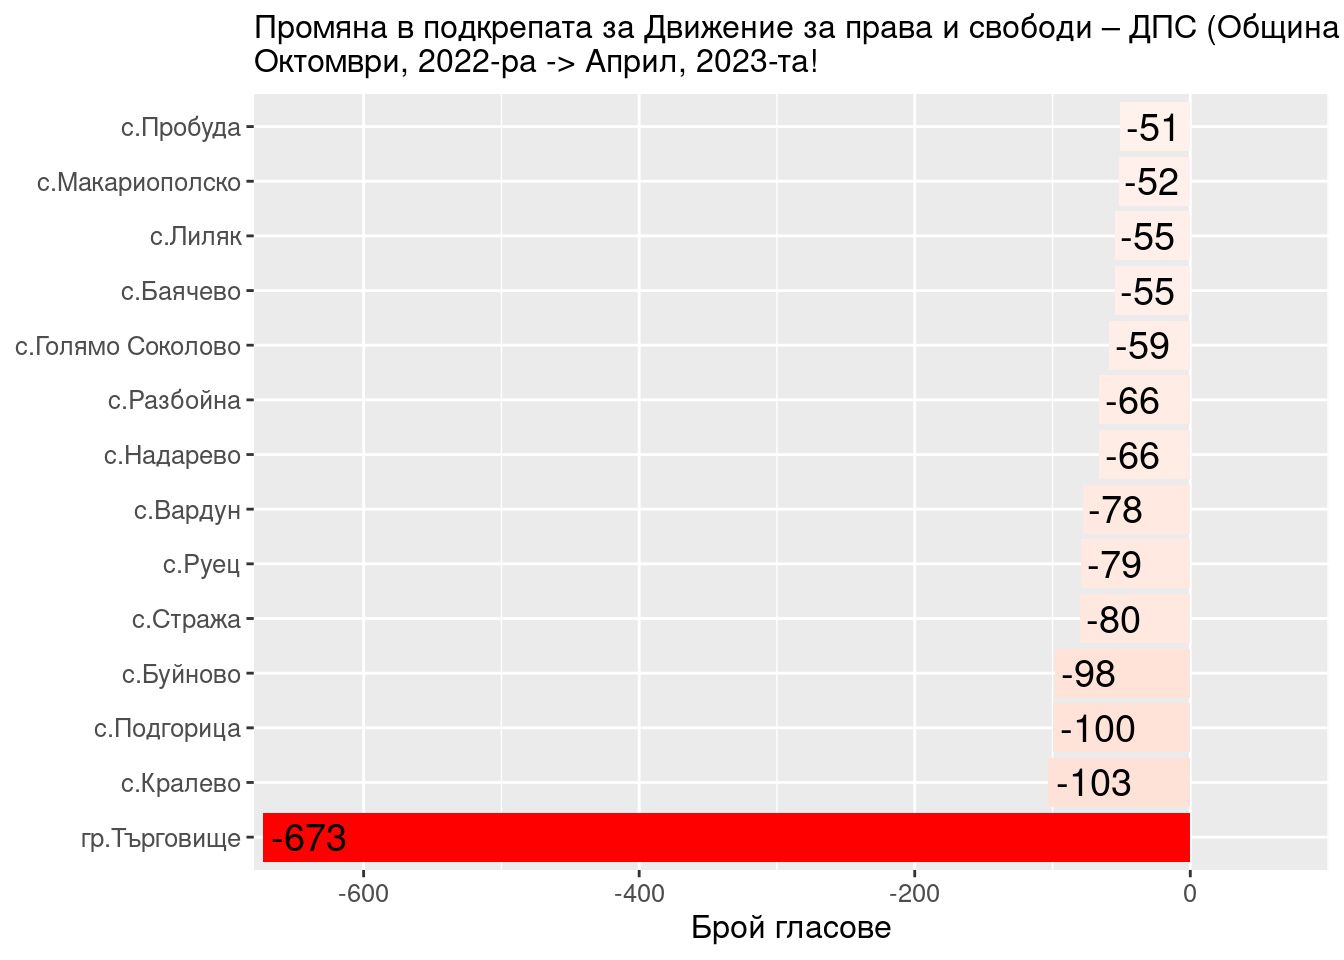 Промяна в подкрепата за Движение за права и свободи – ДПС (Община
Октомври, 2022-ра -> Април, 2023-та!
с.Пробуда -51
с.Макариополско -52
с.Лиляк -55
с.Баячево -55
с.Голямо Соколово -59
с.Разбойна -66
с.Надарево -66
с.Вардун -78
с.Руец -79
с.Стража -80
с.Буйново -98
с.Подгорица -100
с.Кралево -103
гр.Търговище -673
-600 -400 -200 0
Брой гласове